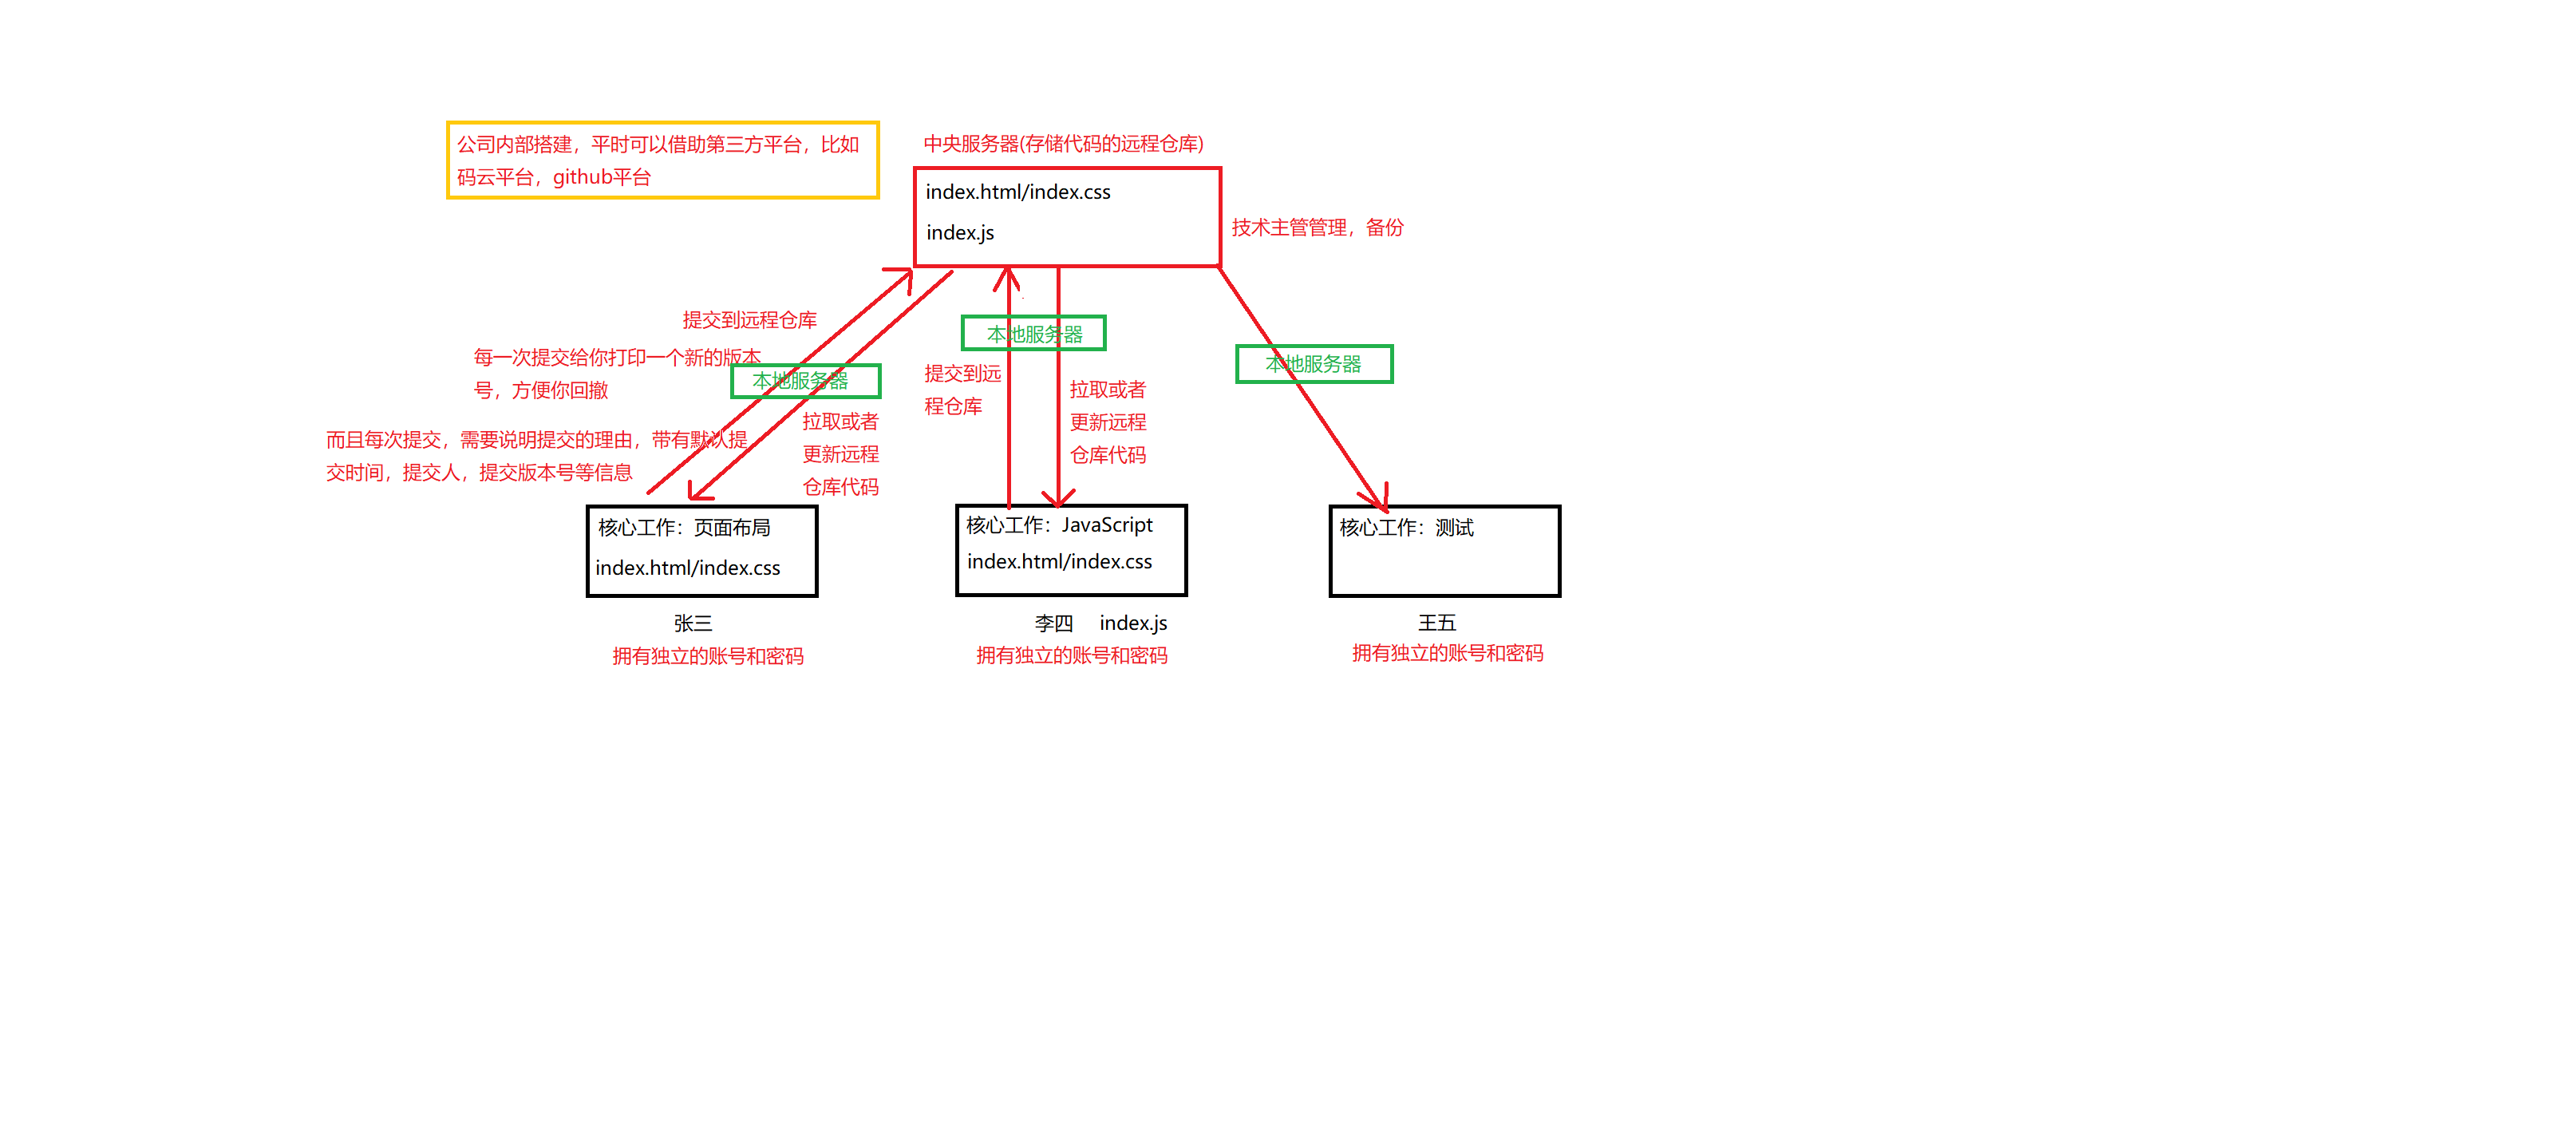 公司内部搭建，平时可以借助第三方平台，比如
码云平台，github平台
中央服务器(存储代码的远程仓库)
index.html/index.css
index.js
技术主管管理，备份
提交到远程仓库
每一次提交给你打印一个新的版本
号，方便你回撤
本地服务器
而且每次提交，需要说明提交的理由，带有默认提
交时间，提交人，提交版本号等信息
拉取或者
更新远程
仓库代码
本地服务器
提交到远
程仓库
拉取或者
更新远程
仓库代码
本地服务器
核心工作：页面布局
index.html/index.css
张三
拥有独立的账号和密码
核心工作：JavaScript
index.html/index.css
李四 index.js
拥有独立的账号和密码
核心工作：测试
王五
拥有独立的账号和密码